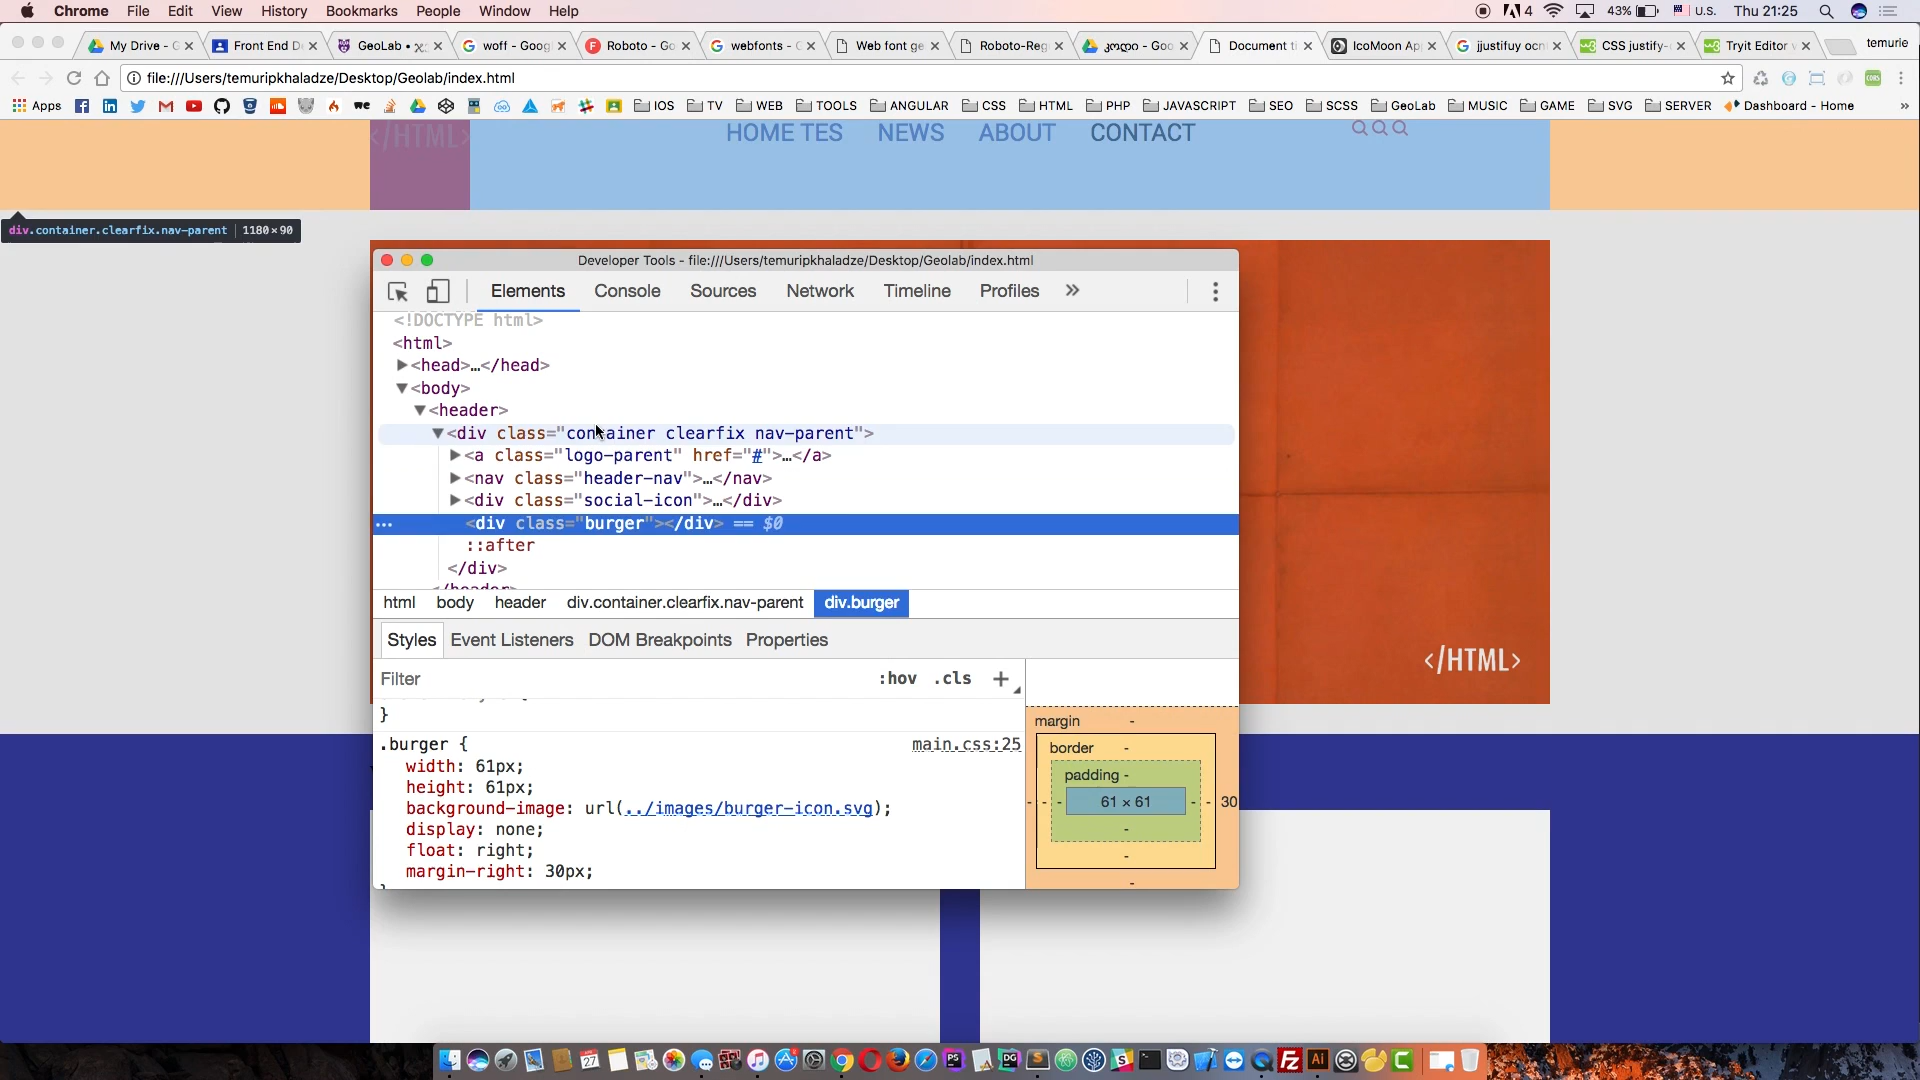 Chrome File Edit View History Bookmarks People Window Help
4 43% U.S. Thu 21:25
My Drive - G
Front End D
GeoLab •
woff - Goog
Roboto - Go
webfonts - G
Web font ge
Roboto-Reg
კოდი - Goo
Document ti
IcoMoon Ap
jjustifuy ocnt
CSS justify-
Tryit Editor v
temurie
file:///Users/temuripkhaladze/Desktop/Geolab/index.html
Apps IOS TV WEB TOOLS ANGULAR CSS HTML PHP JAVASCRIPT SEO SCSS GeoLab MUSIC GAME SVG SERVER Dashboard - Home »
</HTML> HOME TES NEWS ABOUT CONTACT
div.container.clearfix.nav-parent 1180×90
Developer Tools - file:///Users/temuripkhaladze/Desktop/Geolab/index.html
Elements Console Sources Network Timeline Profiles »
<!DOCTYPE html>
<html>
<head>…</head>
<body>
<header>
<div class="container clearfix nav-parent">
<a class="logo-parent" href="#">…</a>
<nav class="header-nav">…</nav>
<div class="social-icon">…</div>
<div class="burger"></div> == $0
::after
</div>
html body header div.container.clearfix.nav-parent div.burger
Styles Event Listeners DOM Breakpoints Properties
Filter :hov .cls +
}
.burger { main.css:25
width: 61px;
height: 61px;
background-image: url(../images/burger-icon.svg);
display: none;
float: right;
margin-right: 30px;
margin -
border -
padding -
- - - 61 × 61 - - 30
-
-
-
</HTML>